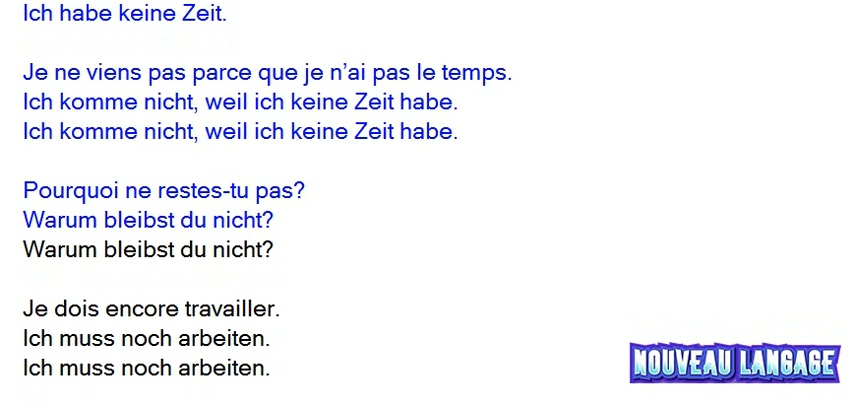 Ich habe keine Zeit.
Je ne viens pas parce que je n’ai pas le temps.
Ich komme nicht, weil ich keine Zeit habe.
Ich komme nicht, weil ich keine Zeit habe.
Pourquoi ne restes-tu pas?
Warum bleibst du nicht?
Warum bleibst du nicht?
Je dois encore travailler.
Ich muss noch arbeiten.
Ich muss noch arbeiten.
NOUVEAU LANGAGE